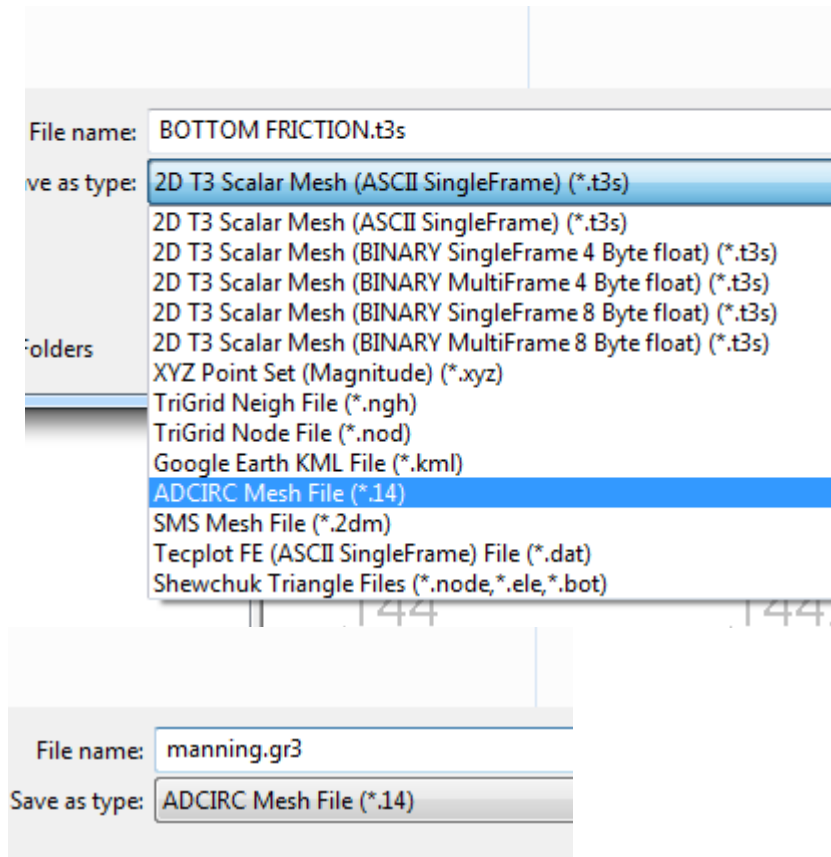 File name: BOTTOM FRICTION.t3s
ve as type: 2D T3 Scalar Mesh (ASCII SingleFrame) (*.t3s)
2D T3 Scalar Mesh (ASCII SingleFrame) (*.t3s)
2D T3 Scalar Mesh (BINARY SingleFrame 4 Byte float) (*.t3s)
2D T3 Scalar Mesh (BINARY MultiFrame 4 Byte float) (*.t3s)
2D T3 Scalar Mesh (BINARY SingleFrame 8 Byte float) (*.t3s)
Folders 2D T3 Scalar Mesh (BINARY MultiFrame 8 Byte float) (*.t3s)
XYZ Point Set (Magnitude) (*.xyz)
TriGrid Neigh File (*.ngh)
TriGrid Node File (*.nod)
Google Earth KML File (*.kml)
ADCIRC Mesh File (*.14)
SMS Mesh File (*.2dm)
Tecplot FE (ASCII SingleFrame) File (*.dat)
Shewchuk Triangle Files (*.node,*.ele,*.bot)
144 144
File name: manning.gr3
Save as type: ADCIRC Mesh File (*.14)